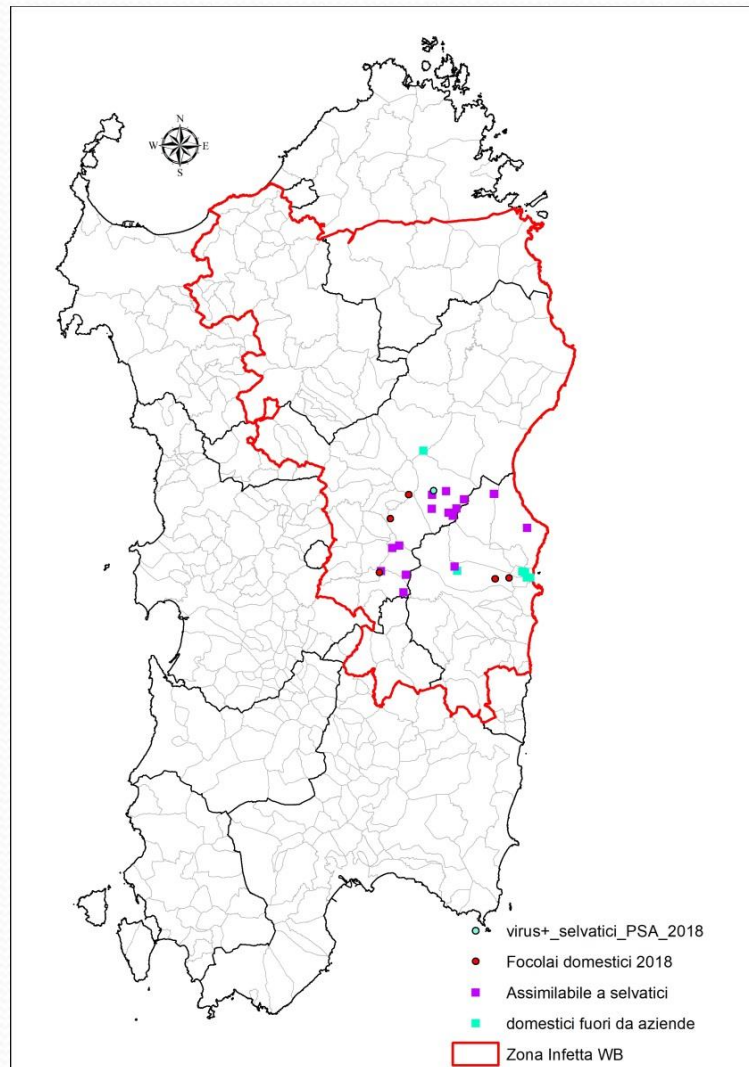 N
W E
S
virus+_selvatici_PSA_2018
Focolai domestici 2018
Assimilabile a selvatici
domestici fuori da aziende
Zona Infetta WB